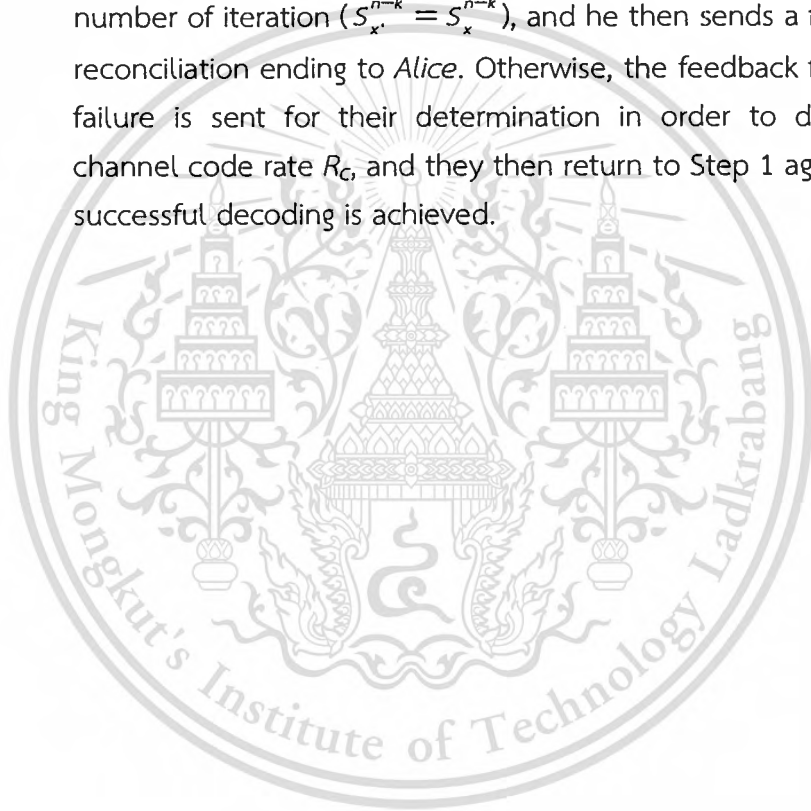 number of iteration (S_{x'}^{n-k} = S_x^{n-k}), and he then sends a
reconciliation ending to Alice. Otherwise, the feedback
failure is sent for their determination in order to
channel code rate R_C, and they then return to Step 1
successful decoding is achieved.
King Mongkut's Institute of Technology Ladkrabang